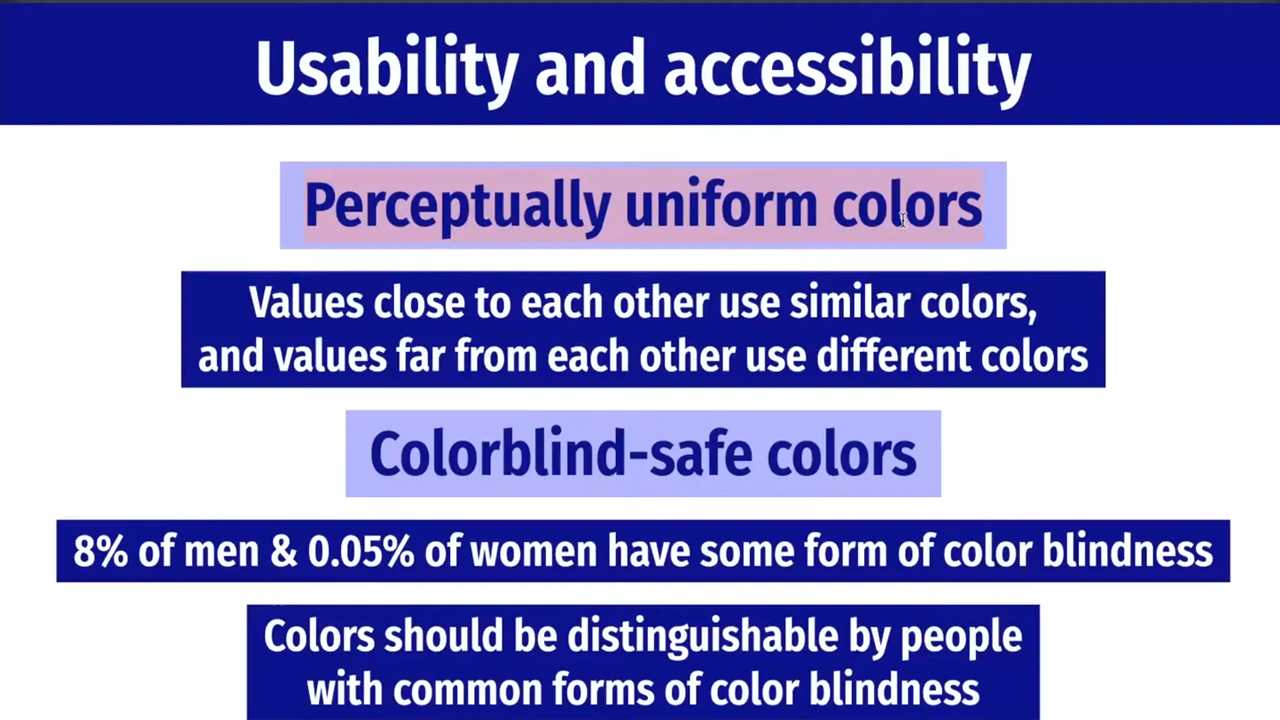 Usability and accessibility
Perceptually uniform colors
Values close to each other use similar colors,
and values far from each other use different colors
Colorblind-safe colors
8% of men & 0.05% of women have some form of color blindness
Colors should be distinguishable by people
with common forms of color blindness